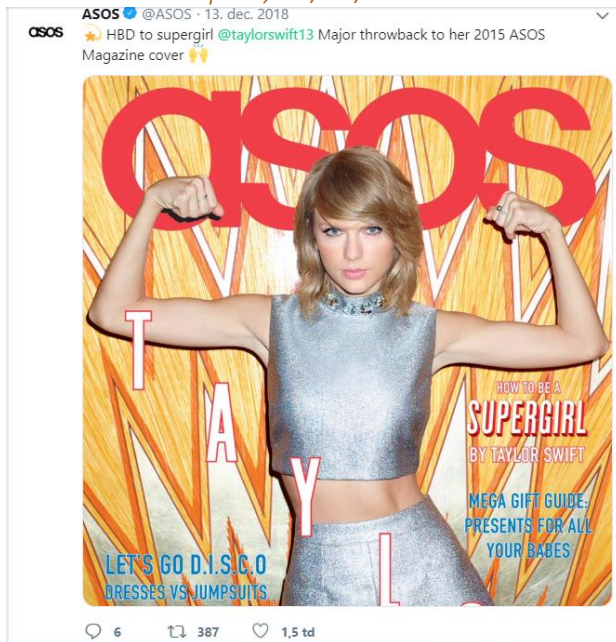 ASOS @ASOS · 13. dec. 2018
asos
HBD to supergirl @taylorswift13 Major throwback to her 2015 ASOS
Magazine cover
asos
T
A
Y
L
HOW TO BE A
SUPERGIRL
BY TAYLOR SWIFT
MEGA GIFT GUIDE:
PRESENTS FOR ALL
YOUR BABES
LET'S GO D.I.S.C.O
DRESSES VS JUMPSUITS
6 387 1,5 td